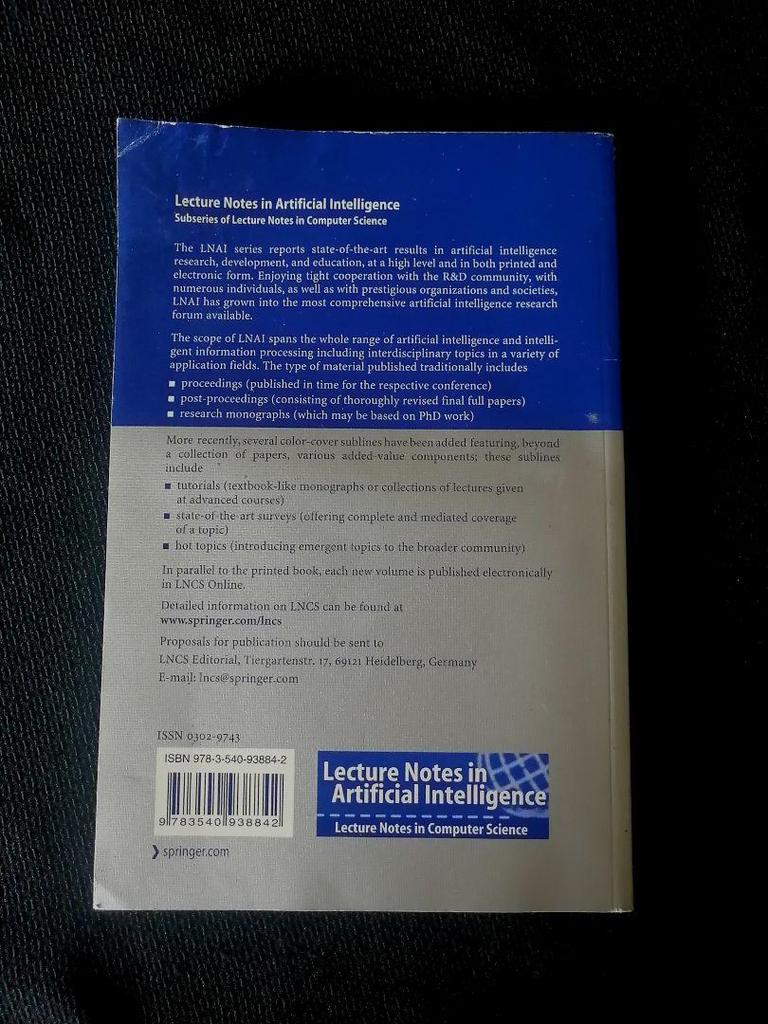 Lecture Notes in Artificial Intelligence
Subseries of Lecture Notes in Computer Science
The LNAI series reports state-of-the-art results in artificial intelligence
research, development, and education, at a high level and in both printed and
electronic form. Enjoying tight cooperation with the R&D community, with
numerous individuals, as well as with prestigious organizations and societies,
LNAI has grown into the most comprehensive artificial intelligence research
forum available.
The scope of LNAI spans the whole range of artificial intelligence and intelli-
gent information processing including interdisciplinary topics in a variety of
application fields. The type of material published traditionally includes
■ proceedings (published in time for the respective conference)
■ post-proceedings (consisting of thoroughly revised final full papers)
■ research monographs (which may be based on PhD work)
More recently, several color-cover sublines have been added featuring, beyond
a collection of papers, various added-value components; these sublines
include
■ tutorials (textbook-like monographs or collections of lectures given
at advanced courses)
■ state-of-the-art surveys (offering complete and mediated coverage
of a topic)
■ hot topics (introducing emergent topics to the broader community)
In parallel to the printed book, each new volume is published electronically
in LNCS Online.
Detailed information on LNCS can be found at
www.springer.com/lncs
Proposals for publication should be sent to
LNCS Editorial, Tiergartenstr. 17, 69121 Heidelberg, Germany
E-mail: lncs@springer.com
ISSN 0302-9743
ISBN 978-3-540-93884-2
9 783540 938842
Lecture Notes in
Artificial Intelligence
Lecture Notes in Computer Science
❯ springer.com